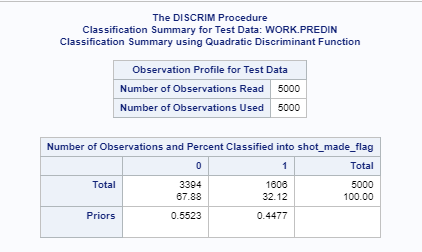 The DISCRIM Procedure
Classification Summary for Test Data: WORK.PREDIN
Classification Summary using Quadratic Discriminant Function
Observation Profile for Test Data
Number of Observations Read 5000
Number of Observations Used 5000
Number of Observations and Percent Classified into shot_made_flag
0 1 Total
Total 3394 1606 5000
67.88 32.12 100.00
Priors 0.5523 0.4477